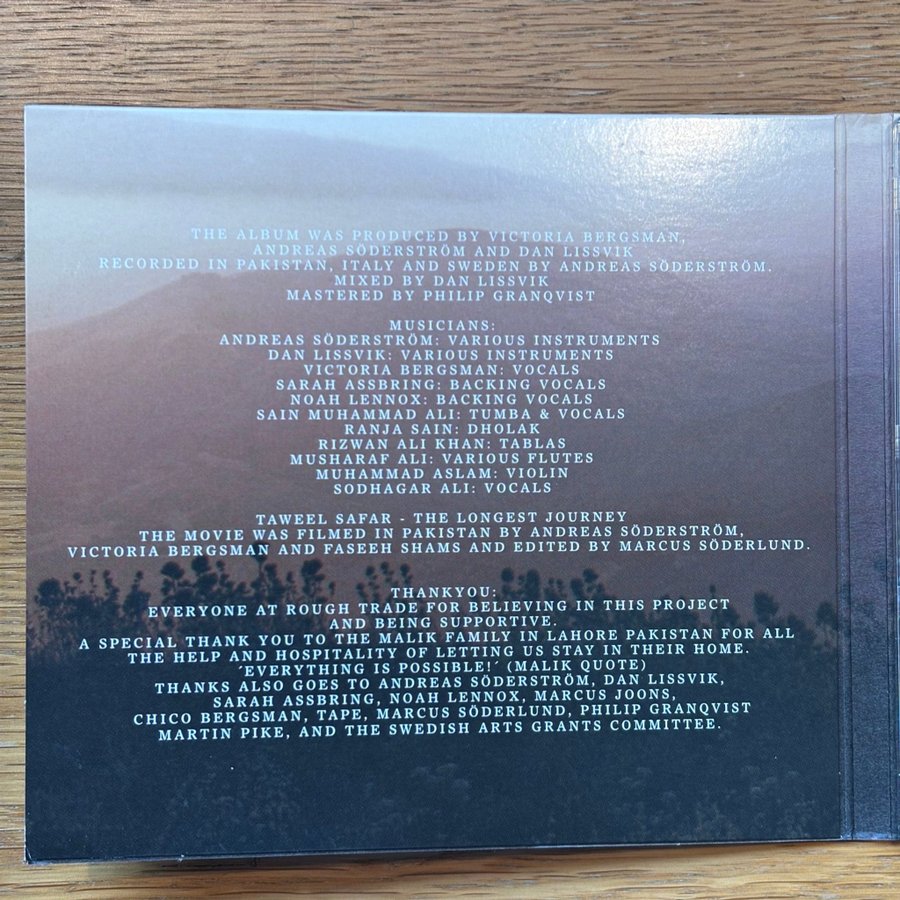 THE ALBUM WAS PRODUCED BY VICTORIA BERGSMAN,
ANDREAS SÖDERSTRÖM AND DAN LISSVIK
RECORDED IN PAKISTAN, ITALY AND SWEDEN BY ANDREAS SÖDERSTRÖM.
MIXED BY DAN LISSVIK
MASTERED BY PHILIP GRANQVIST
MUSICIANS:
ANDREAS SÖDERSTRÖM: VARIOUS INSTRUMENTS
DAN LISSVIK: VARIOUS INSTRUMENTS
VICTORIA BERGSMAN: VOCALS
SARAH ASSBRING: BACKING VOCALS
NOAH LENNOX: BACKING VOCALS
SAIN MUHAMMAD ALI: TUMBA & VOCALS
RANJA SAIN: DHOLAK
RIZWAN ALI KHAN: TABLAS
MUSHARAF ALI: VARIOUS FLUTES
MUHAMMAD ASLAM: VIOLIN
SODHAGAR ALI: VOCALS
TAWEEL SAFAR - THE LONGEST JOURNEY
THE MOVIE WAS FILMED IN PAKISTAN BY ANDREAS SÖDERSTRÖM,
VICTORIA BERGSMAN AND FASEEH SHAMS AND EDITED BY MARCUS SÖDERLUND.
THANKYOU:
EVERYONE AT ROUGH TRADE FOR BELIEVING IN THIS PROJECT
AND BEING SUPPORTIVE.
A SPECIAL THANK YOU TO THE MALIK FAMILY IN LAHORE PAKISTAN FOR ALL
THE HELP AND HOSPITALITY OF LETTING US STAY IN THEIR HOME.
´EVERYTHING IS POSSIBLE!´ (MALIK QUOTE)
THANKS ALSO GOES TO ANDREAS SÖDERSTRÖM, DAN LISSVIK,
SARAH ASSBRING, NOAH LENNOX, MARCUS JOONS,
CHICO BERGSMAN, TAPE, MARCUS SÖDERLUND, PHILIP GRANQVIST
MARTIN PIKE, AND THE SWEDISH ARTS GRANTS COMMITTEE.